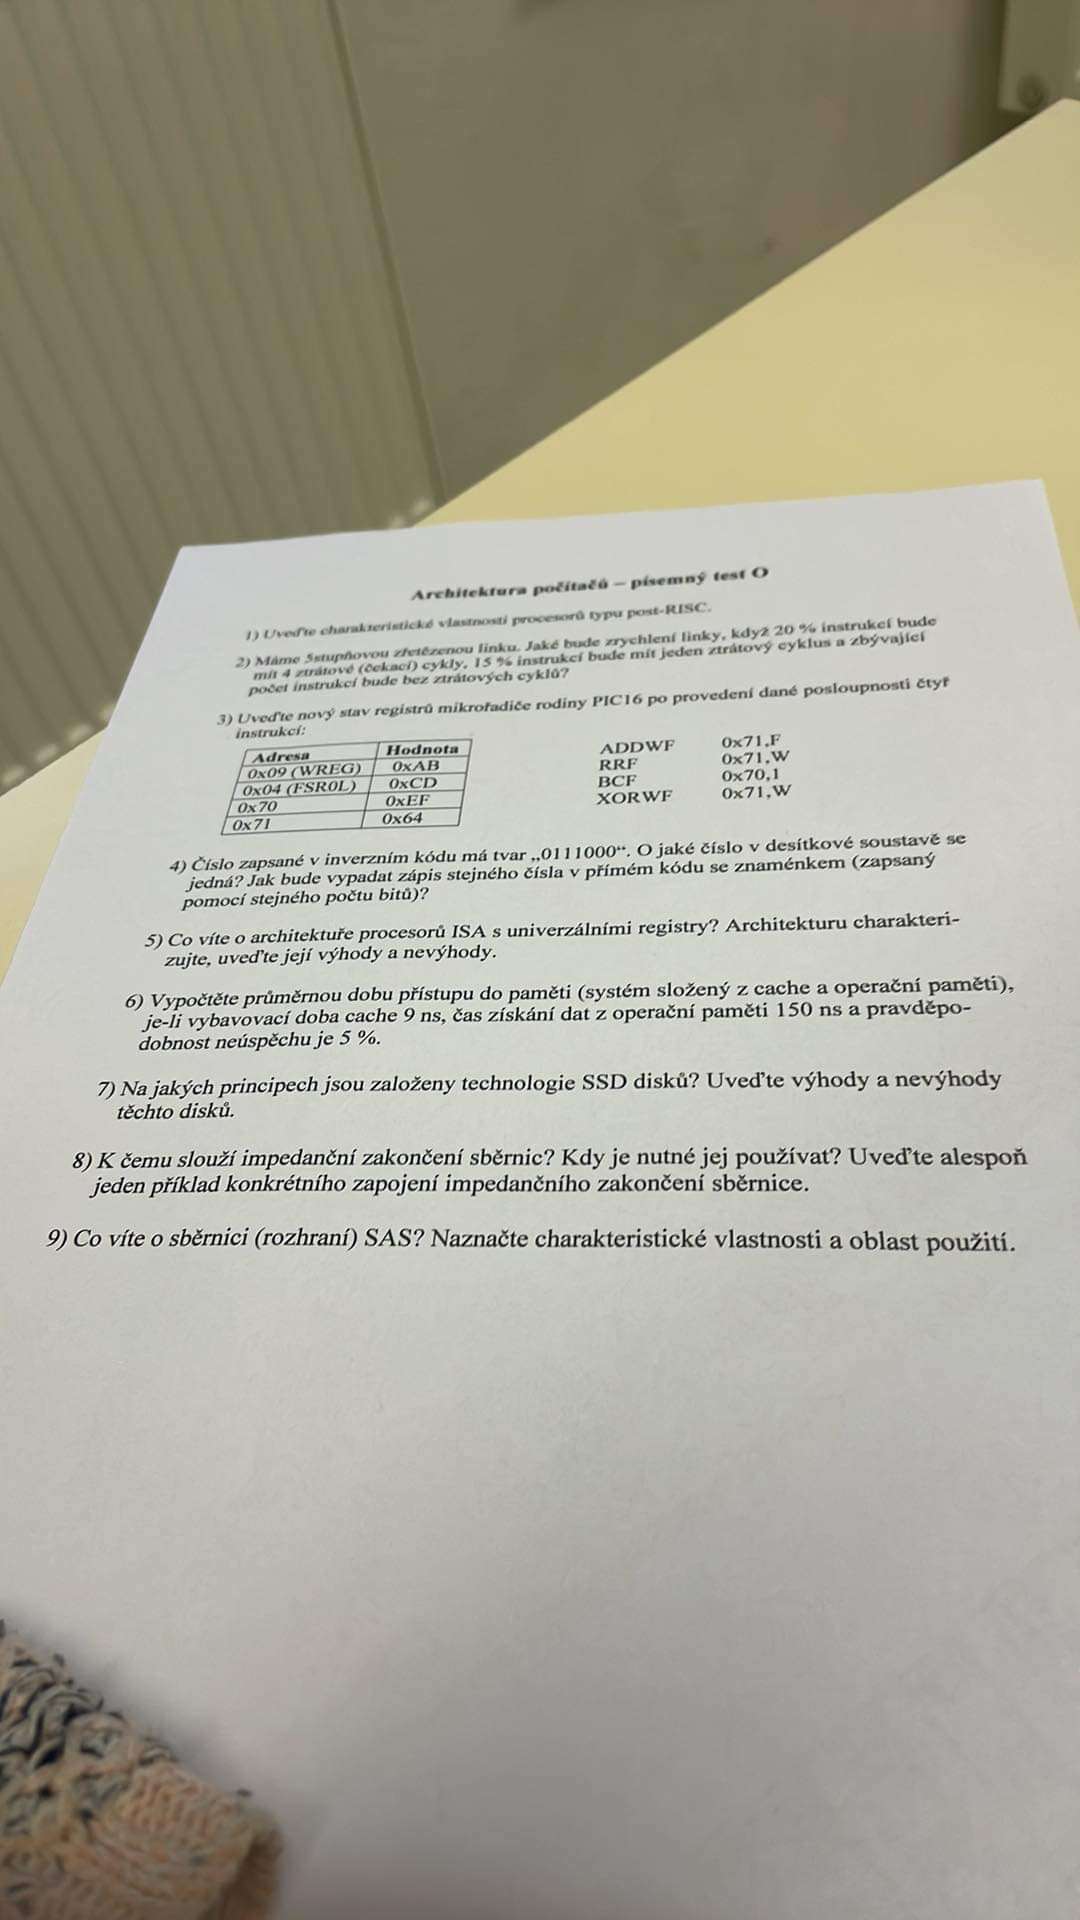 Architektura počítačů – písemný test O
1) Uveďte charakteristické vlastnosti procesorů typu post-RISC.
2) Máme 5stupňovou zřetězenou linku. Jaké bude zrychlení linky, když 20 % instrukcí bude
mít 4 ztrátové (čekací) cykly, 15 % instrukcí bude mít jeden ztrátový cyklus a zbývající
počet instrukcí bude bez ztrátových cyklů?
3) Uveďte nový stav registrů mikrořadiče rodiny PIC16 po provedení dané posloupnosti čtyř
instrukcí:
Adresa Hodnota
0x09 (WREG) 0xAB
0x04 (FSR0L) 0xCD
0x70 0xEF
0x71 0x64
ADDWF 0x71,F
RRF 0x71,W
BCF 0x70,1
XORWF 0x71,W
4) Číslo zapsané v inverzním kódu má tvar „0111000“. O jaké číslo v desítkové soustavě se
jedná? Jak bude vypadat zápis stejného čísla v přímém kódu se znaménkem (zapsaný
pomocí stejného počtu bitů)?
5) Co víte o architektuře procesorů ISA s univerzálními registry? Architekturu charakteri-
zujte, uveďte její výhody a nevýhody.
6) Vypočtěte průměrnou dobu přístupu do paměti (systém složený z cache a operační paměti),
je-li vybavovací doba cache 9 ns, čas získání dat z operační paměti 150 ns a pravděpo-
dobnost neúspěchu je 5 %.
7) Na jakých principech jsou založeny technologie SSD disků? Uveďte výhody a nevýhody
těchto disků.
8) K čemu slouží impedanční zakončení sběrnic? Kdy je nutné jej používat? Uveďte alespoň
jeden příklad konkrétního zapojení impedančního zakončení sběrnice.
9) Co víte o sběrnici (rozhraní) SAS? Naznačte charakteristické vlastnosti a oblast použití.